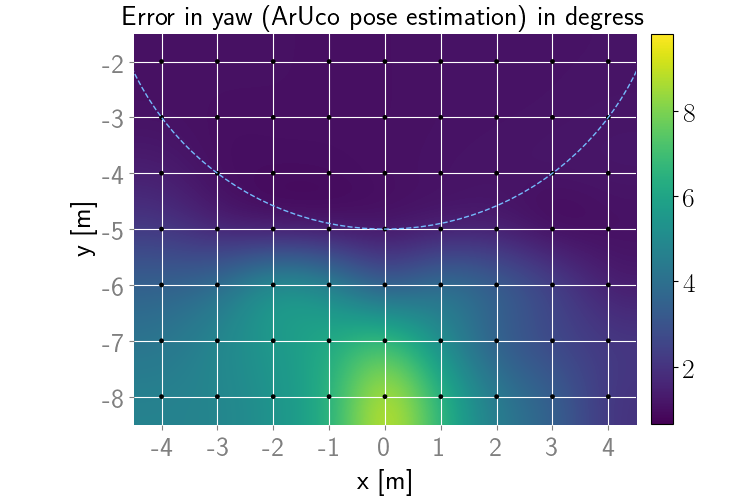 Error in yaw (ArUco pose estimation) in degress
-2
-3
-4
-5
-6
-7
-8
y [m]
-4 -3 -2 -1 0 1 2 3 4
x [m]
8
6
4
2